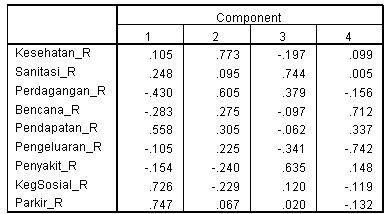 Component
1 2 3 4
Kesehatan_R .105 .773 -.197 .099
Sanitasi_R .248 .095 .744 .005
Perdagangan_R -.430 .605 .379 -.156
Bencana_R -.283 .275 -.097 .712
Pendapatan_R .558 .305 -.062 .337
Pengeluaran_R -.105 .225 -.341 -.742
Penyakit_R -.154 -.240 .635 .148
KegSosial_R .726 -.229 .120 -.119
Parkir_R .747 .067 .020 -.132